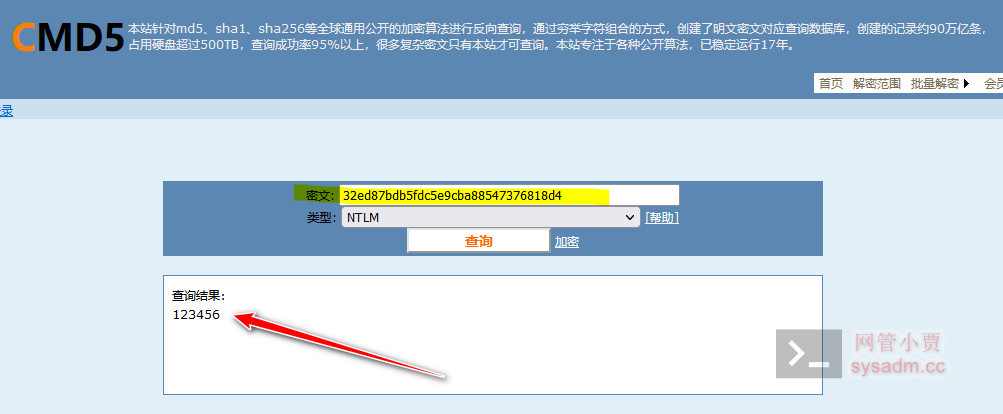 CMD5 本站针对md5、sha1、sha256等全球通用公开的加密算法进行反向查询，通过穷举字符组合的方式，创建了明文密文对应查询数据库，创建的记录约90万亿条，
占用硬盘超过500TB，查询成功率95%以上，很多复杂密文只有本站才可查询。本站专注于各种公开算法，已稳定运行17年。
首页 解密范围 批量解密 会员
录
密文: 32ed87bdb5fdc5e9cba88547376818d4
类型: NTLM [帮助]
查询 加密
查询结果:
123456
网管小贾
sysadm.cc